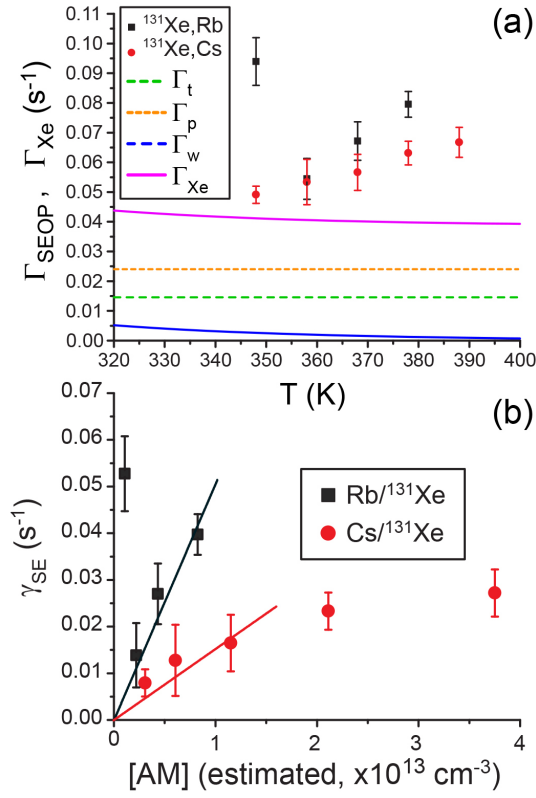 (a)
¹³¹Xe,Rb
¹³¹Xe,Cs
Γt
Γp
Γw
ΓXe
ΓSEOP , ΓXe (s⁻¹)
0.11
0.10
0.09
0.08
0.07
0.06
0.05
0.04
0.03
0.02
0.01
0.00
320 330 340 350 360 370 380 390 400
T (K)
(b)
Rb/¹³¹Xe
Cs/¹³¹Xe
γSE (s⁻¹)
0.07
0.06
0.05
0.04
0.03
0.02
0.01
0.00
0 1 2 3 4
[AM] (estimated, x10¹³ cm⁻³)